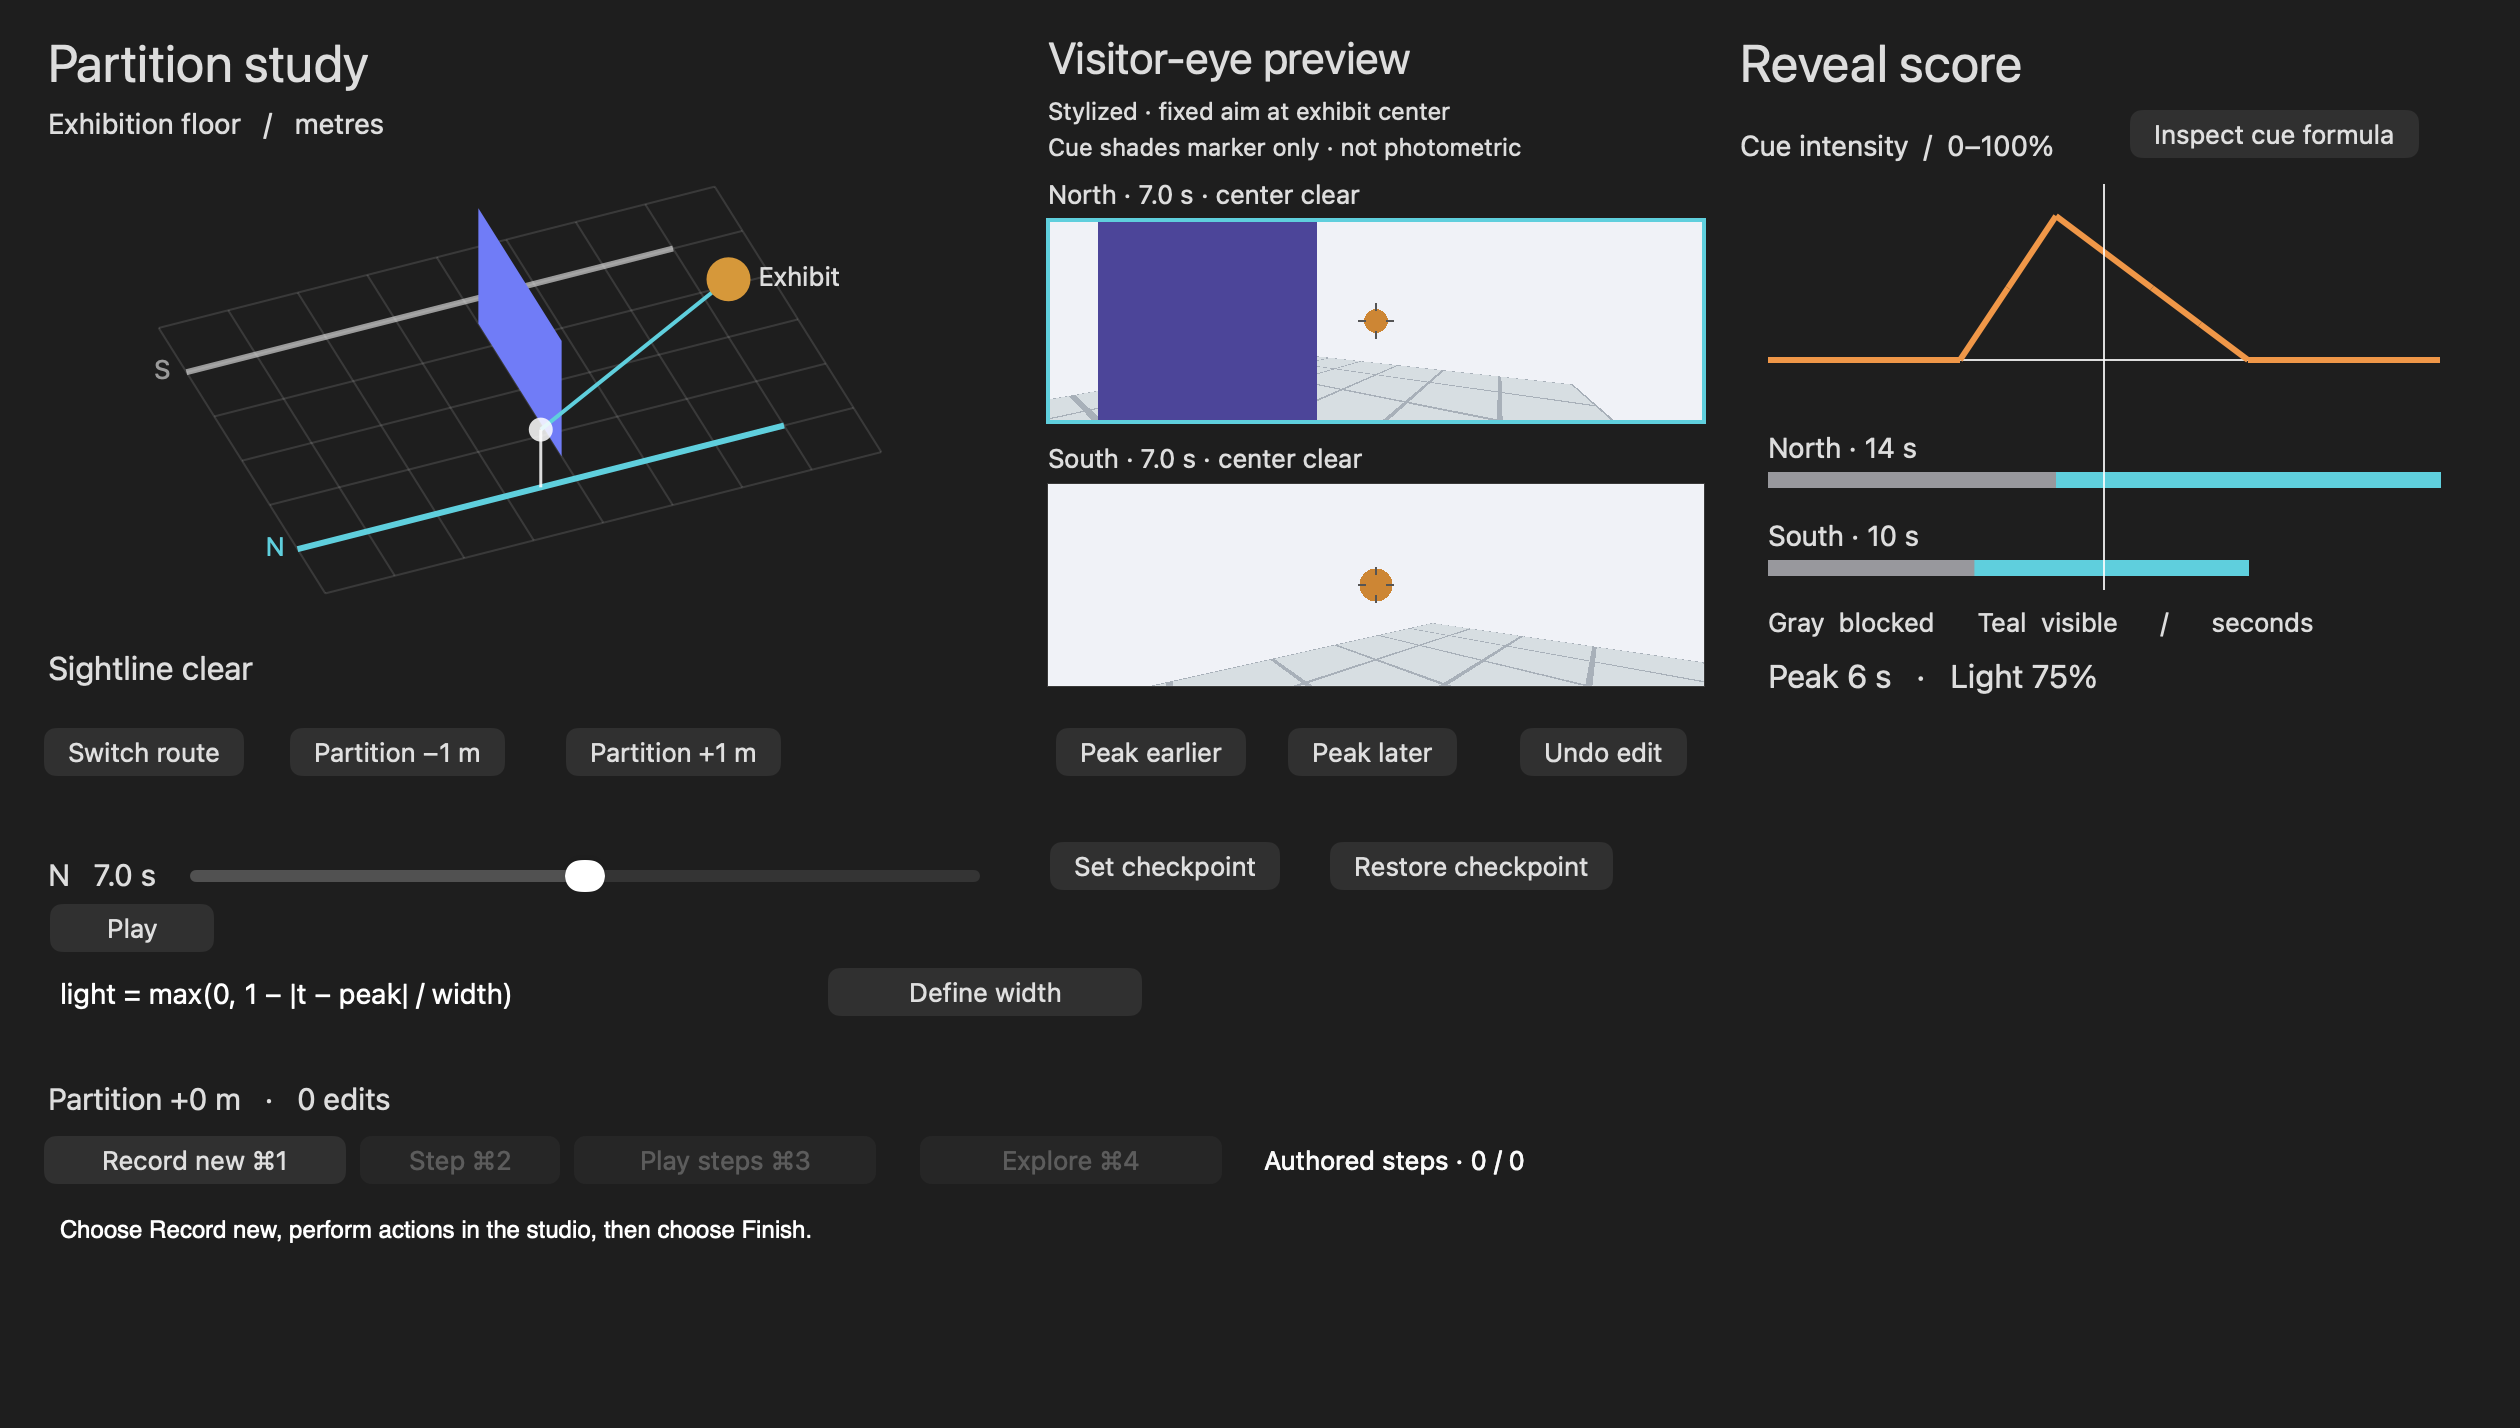 Partition study
Exhibition floor / metres
Exhibit
S
N
Sightline clear
Switch route
Partition –1 m
Partition +1 m
N 7.0 s
Play
light = max(0, 1 – |t – peak| / width)
Define width
Partition +0 m · 0 edits
Record new ⌘1
Step ⌘2
Play steps ⌘3
Explore ⌘4
Authored steps · 0 / 0
Choose Record new, perform actions in the studio, then choose Finish.
Visitor-eye preview
Stylized · fixed aim at exhibit center
Cue shades marker only · not photometric
North · 7.0 s · center clear
South · 7.0 s · center clear
Peak earlier
Peak later
Undo edit
Set checkpoint
Restore checkpoint
Reveal score
Cue intensity / 0–100%
Inspect cue formula
North · 14 s
South · 10 s
Gray blocked Teal visible / seconds
Peak 6 s · Light 75%